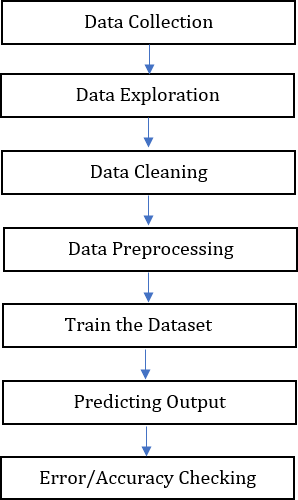 Data Collection
Data Exploration
Data Cleaning
Data Preprocessing
Train the Dataset
Predicting Output
Error/Accuracy Checking